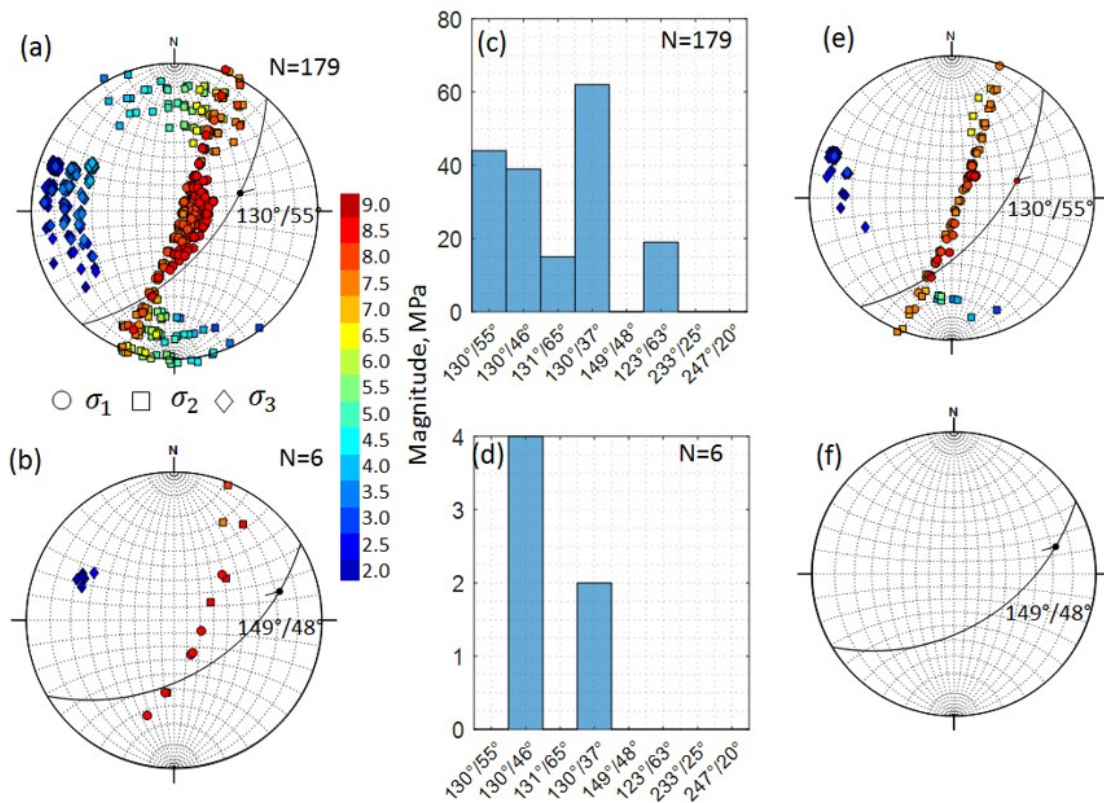 (a)
N
N=179
130°/55°
σ1 σ2 σ3
(b)
N
N=6
149°/48°
9.0
8.5
8.0
7.5
7.0
6.5
6.0
5.5
5.0
4.5
4.0
3.5
3.0
2.5
2.0
Magnitude, MPa
(c)
N=179
80
60
40
20
0
130°/55°
130°/46°
131°/65°
130°/37°
149°/48°
123°/63°
233°/25°
247°/20°
(d)
N=6
4
3
2
1
0
130°/55°
130°/46°
131°/65°
130°/37°
149°/48°
123°/63°
233°/25°
247°/20°
(e)
N
130°/55°
(f)
N
149°/48°